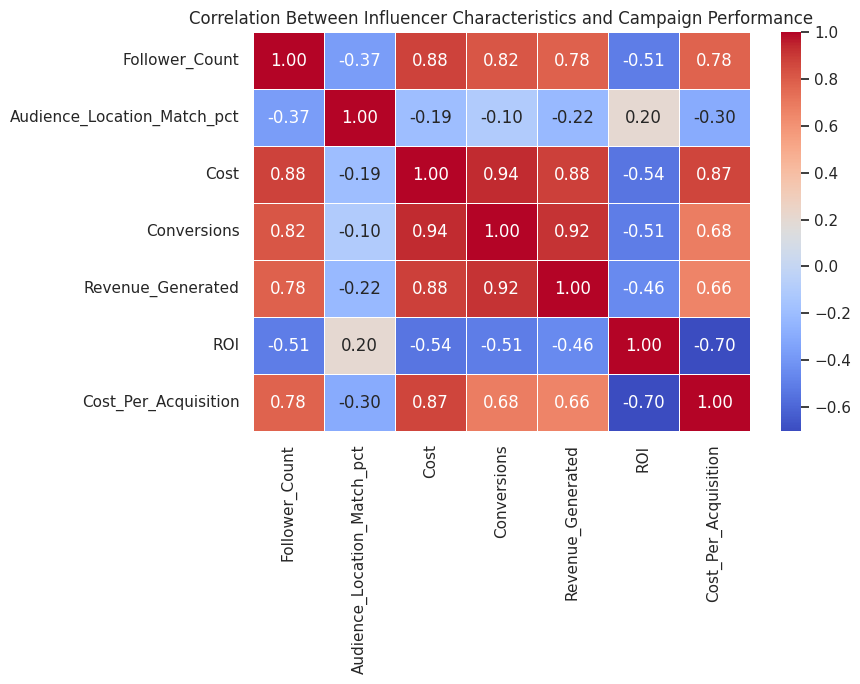 Correlation Between Influencer Characteristics and Campaign Performance
Follower_Count 1.00 -0.37 0.88 0.82 0.78 -0.51 0.78
Audience_Location_Match_pct -0.37 1.00 -0.19 -0.10 -0.22 0.20 -0.30
Cost 0.88 -0.19 1.00 0.94 0.88 -0.54 0.87
Conversions 0.82 -0.10 0.94 1.00 0.92 -0.51 0.68
Revenue_Generated 0.78 -0.22 0.88 0.92 1.00 -0.46 0.66
ROI -0.51 0.20 -0.54 -0.51 -0.46 1.00 -0.70
Cost_Per_Acquisition 0.78 -0.30 0.87 0.68 0.66 -0.70 1.00
Follower_Count
Audience_Location_Match_pct
Cost
Conversions
Revenue_Generated
ROI
Cost_Per_Acquisition
1.0
0.8
0.6
0.4
0.2
0.0
−0.2
−0.4
−0.6